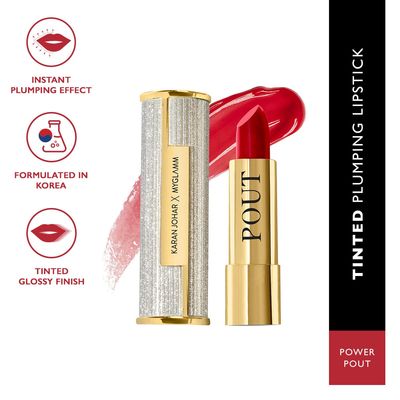 INSTANT
PLUMPING EFFECT
FORMULATED IN
KOREA
TINTED
GLOSSY FINISH
KARAN JOHAR X MYGLAMM
POUT
TINTED PLUMPING LIPSTICK
POWER
POUT